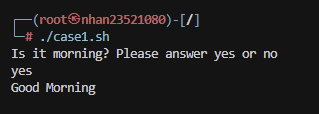 ┌──(root㉿nhan23521080)-[/]
└─# ./case1.sh
Is it morning? Please answer yes or no
yes
Good Morning